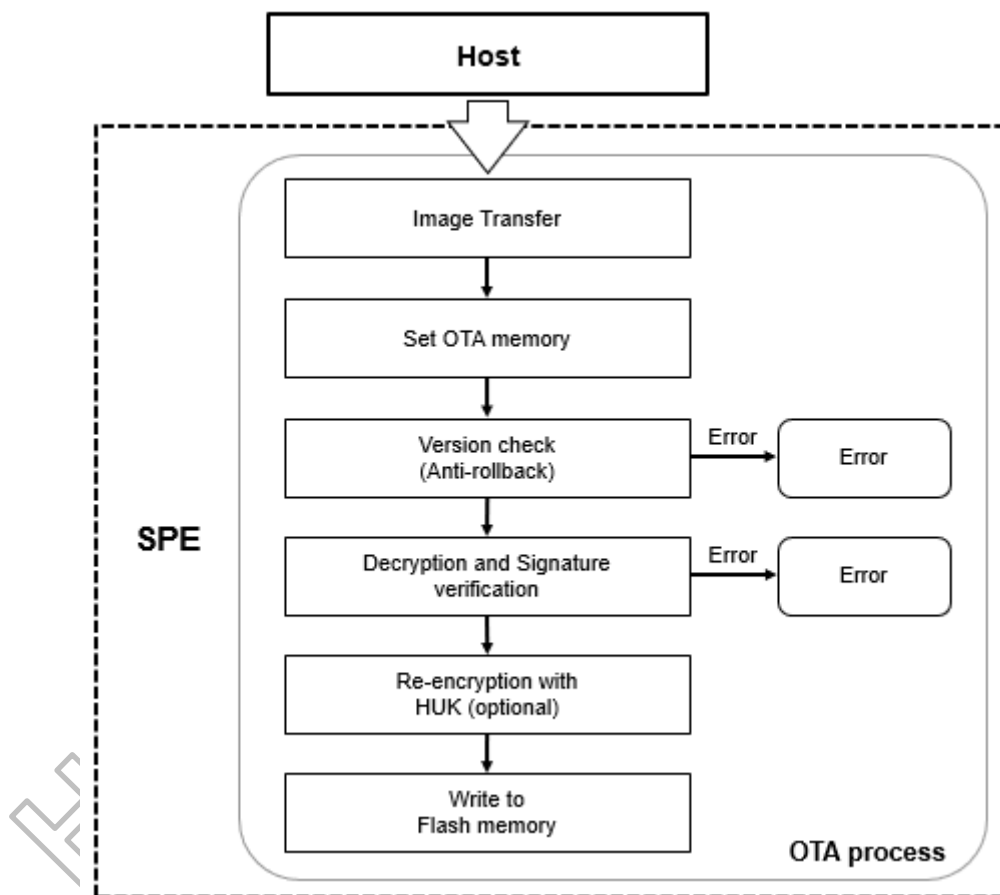 Host
Image Transfer
Set OTA memory
Version check
(Anti-rollback)
Error
Error
SPE
Decryption and Signature
verification
Error
Error
Re-encryption with
HUK (optional)
Write to
Flash memory
OTA process